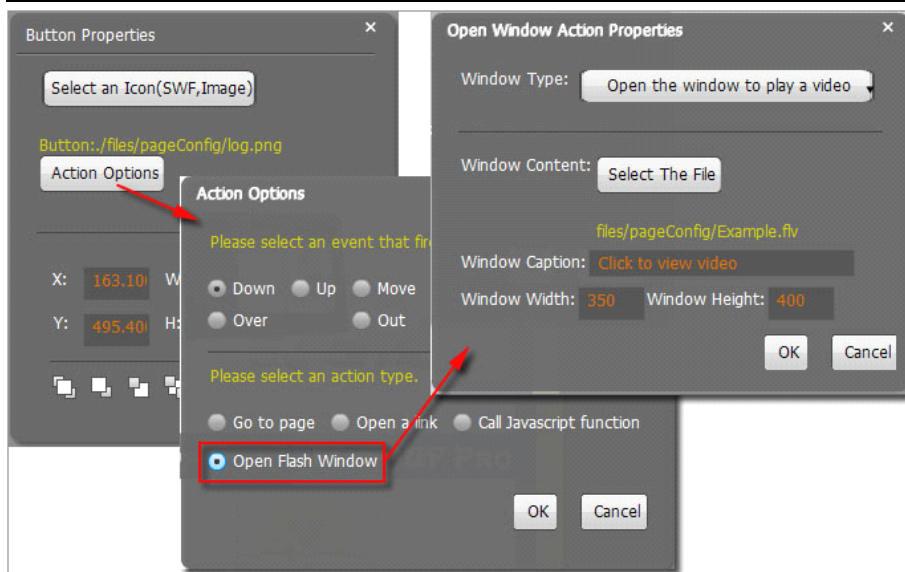 Button Properties
×
Select an Icon(SWF,Image)
Button:./files/pageConfig/log.png
Action Options
X: 163.10 W
Y: 495.40 H:
Action Options
Please select an event that fir
Down Up Move
Over Out
Please select an action type.
Go to page Open a link Call Javascript function
Open Flash Window
OK Cancel
Open Window Action Properties
×
Window Type: Open the window to play a video
Window Content: Select The File
files/pageConfig/Example.flv
Window Caption: Click to view video
Window Width: 350 Window Height: 400
OK Cancel